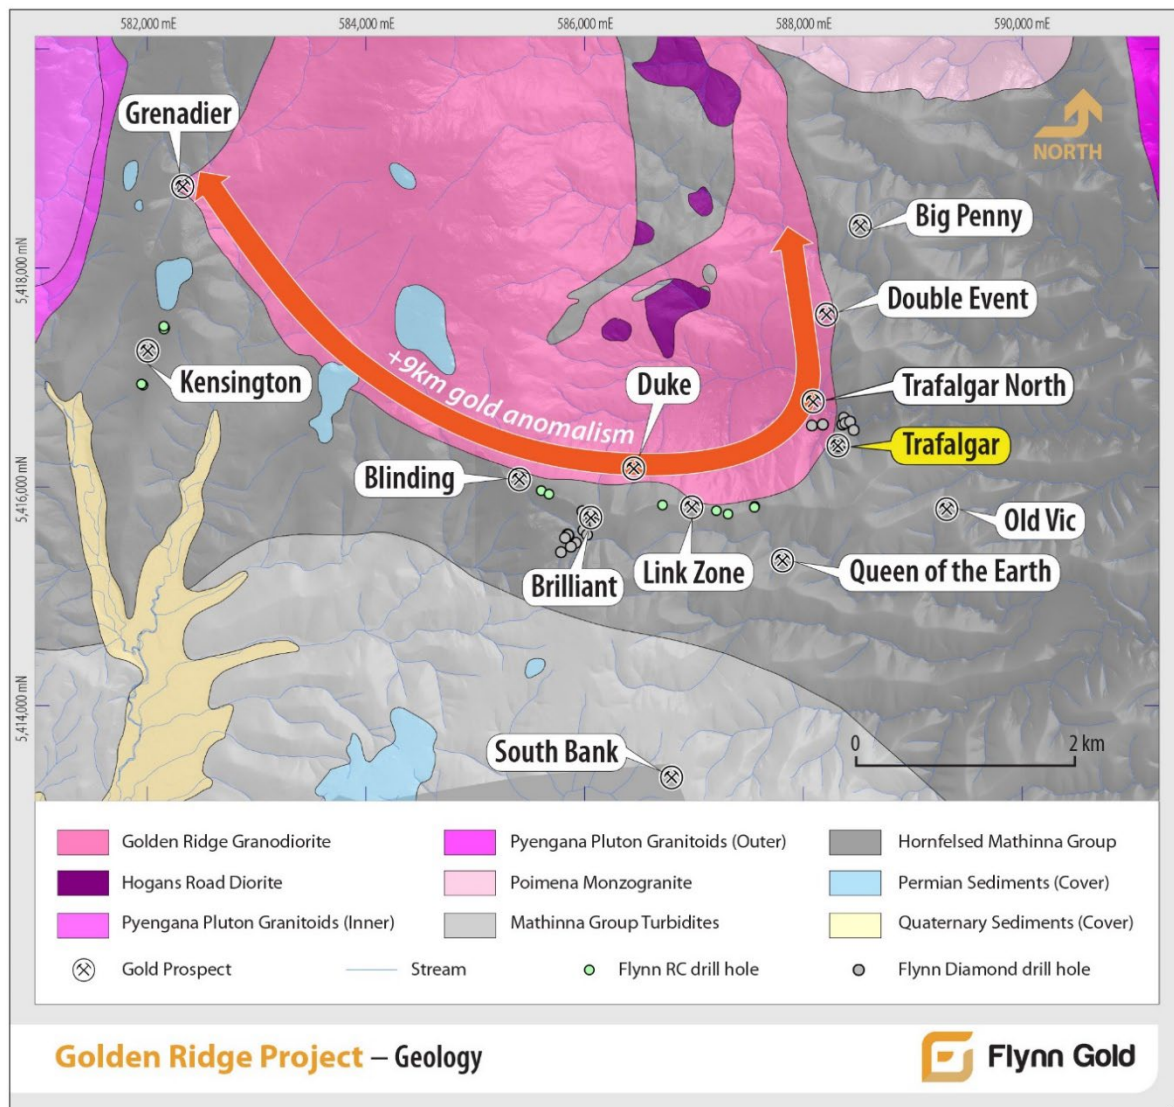 582,000 mE
584,000 mE
586,000 mE
588,000 mE
590,000 mE
Grenadier
NORTH
Big Penny
5,418,000 mN
Double Event
Kensington
+9km gold anomalism
Duke
Trafalgar North
Trafalgar
Blinding
5,416,000 mN
Old Vic
Brilliant
Link Zone
Queen of the Earth
5,414,000 mN
South Bank
0
2 km
Golden Ridge Granodiorite
Pyengana Pluton Granitoids (Outer)
Hornfelsed Mathinna Group
Hogans Road Diorite
Poimena Monzogranite
Permian Sediments (Cover)
Pyengana Pluton Granitoids (Inner)
Mathinna Group Turbidites
Quaternary Sediments (Cover)
Gold Prospect
Stream
Flynn RC drill hole
Flynn Diamond drill hole
Golden Ridge Project – Geology
Flynn Gold